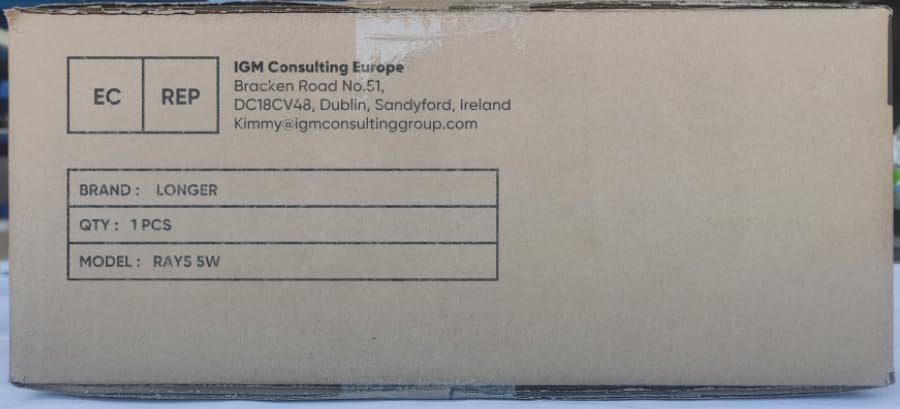 EC REP
IGM Consulting Europe
Bracken Road No.51,
DC18CV48, Dublin, Sandyford, Ireland
Kimmy@igmconsultinggroup.com
BRAND : LONGER
QTY : 1 PCS
MODEL : RAY5 5W